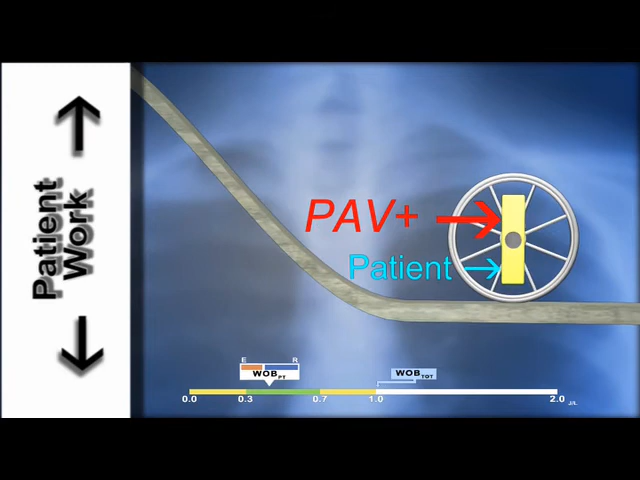 Patient
Work
PAV+
Patient
E R
WOBPT
WOBTOT
0.0 0.3 0.7 1.0 2.0 J/L